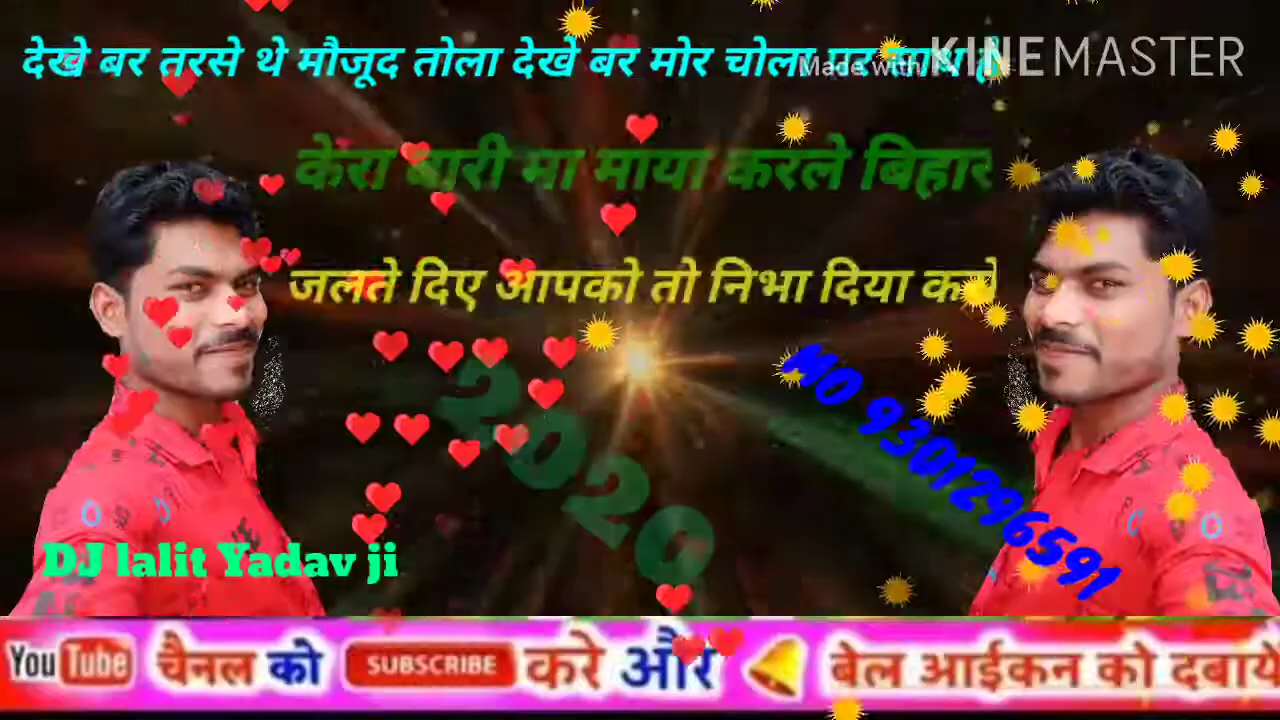 देखे बर तरसे थे मौजूद तोला देखे बर मोर चोला
Made with KINEMASTER
केरा बारी मा माया करले बिहार
जलते दिए आपको तो निभा दिया करो
2020
MO 9301296591
DJ lalit Yadav ji
YouTube चैनल को SUBSCRIBE करे और बेल आईकन को दबाये